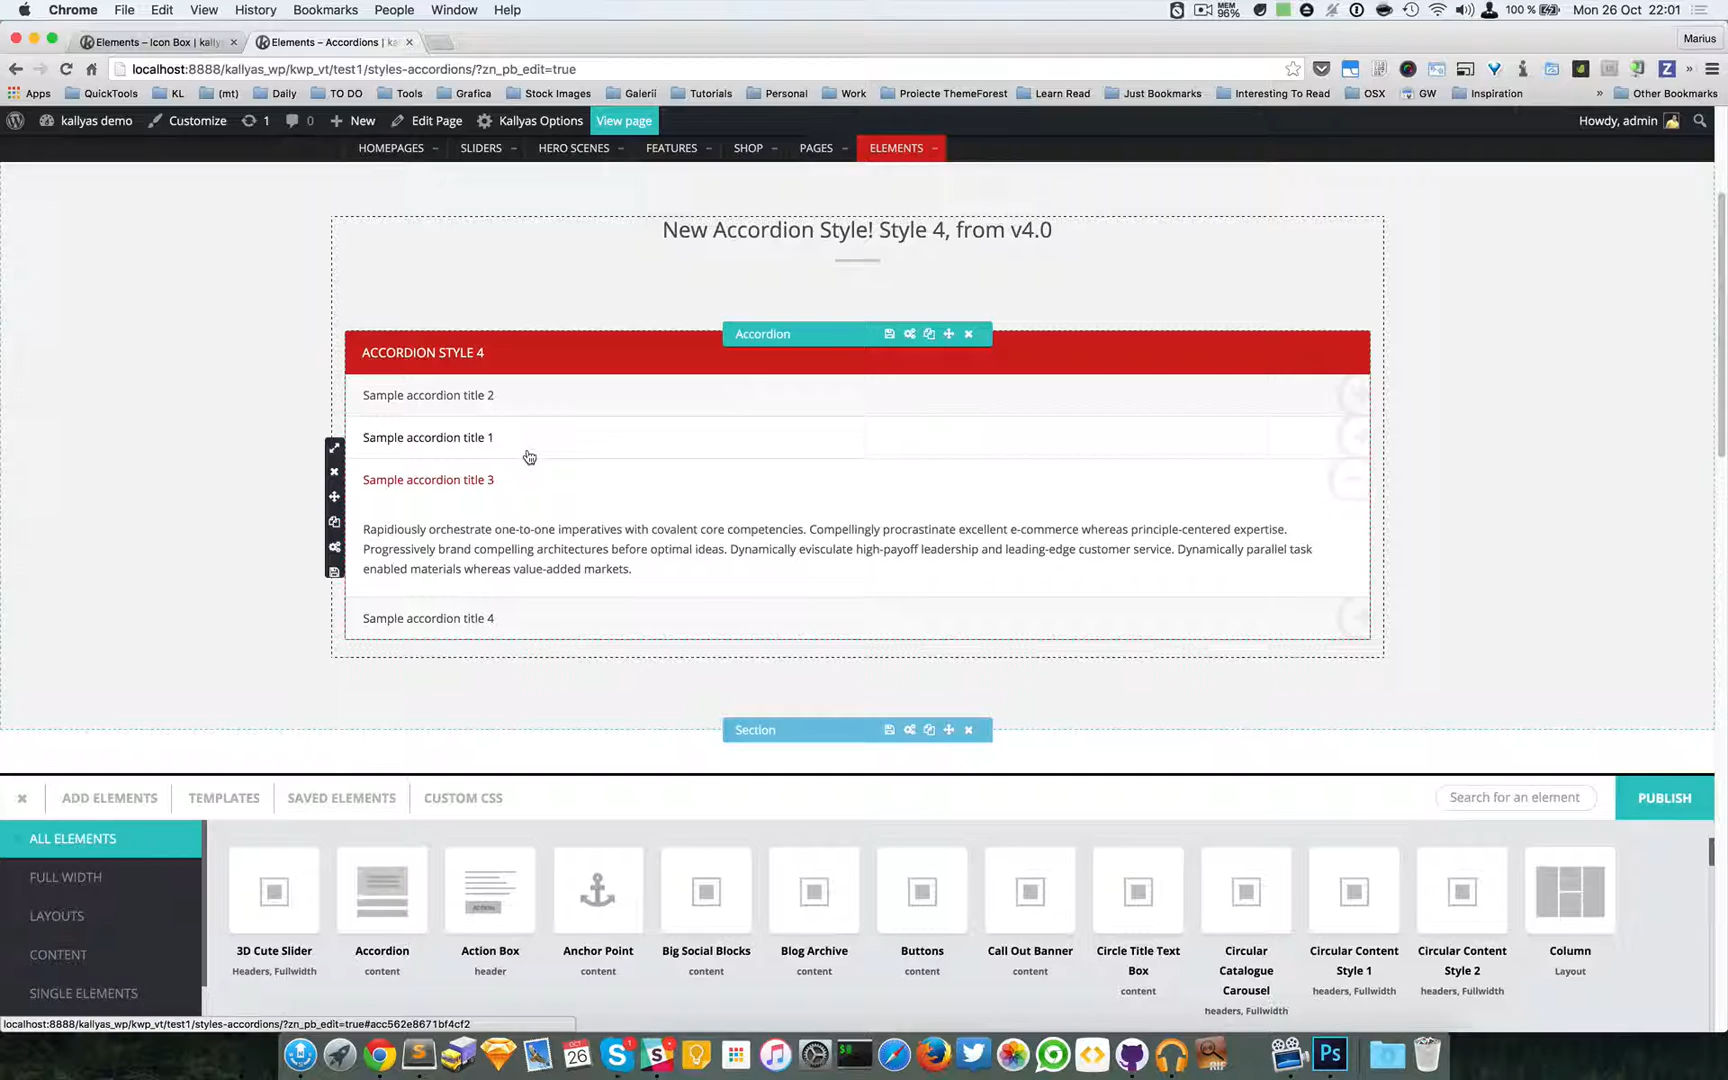 Chrome File Edit View History Bookmarks People Window Help MEM 96% 100 % Mon 26 Oct 22:01
Elements – Icon Box | kally Elements – Accordions | ka Marius
localhost:8888/kallyas_wp/kwp_vt/test1/styles-accordions/?zn_pb_edit=true
Apps QuickTools KL (mt) Daily TO DO Tools Grafica Stock Images Galerii Tutorials Personal Work Proiecte ThemeForest Learn Read Just Bookmarks Interesting To Read OSX GW Inspiration » Other Bookmarks
kallyas demo Customize 1 0 New Edit Page Kallyas Options View page Howdy, admin
HOMEPAGES SLIDERS HERO SCENES FEATURES SHOP PAGES ELEMENTS
New Accordion Style! Style 4, from v4.0
Accordion
ACCORDION STYLE 4
Sample accordion title 2
Sample accordion title 1
Sample accordion title 3
Rapidiously orchestrate one-to-one imperatives with covalent core competencies. Compellingly procrastinate excellent e-commerce whereas principle-centered expertise.
Progressively brand compelling architectures before optimal ideas. Dynamically evisculate high-payoff leadership and leading-edge customer service. Dynamically parallel task
enabled materials whereas value-added markets.
Sample accordion title 4
Section
ADD ELEMENTS TEMPLATES SAVED ELEMENTS CUSTOM CSS Search for an element PUBLISH
ALL ELEMENTS
FULL WIDTH
LAYOUTS
CONTENT
SINGLE ELEMENTS
ACTION
3D Cute Slider Accordion Action Box Anchor Point Big Social Blocks Blog Archive Buttons Call Out Banner Circle Title Text Circular Circular Content Circular Content Column
Box Catalogue Style 1 Style 2
Carousel
Headers, Fullwidth content header content content content content content content headers, Fullwidth headers, Fullwidth headers, Fullwidth Layout
localhost:8888/kallyas_wp/kwp_vt/test1/styles-accordions/?zn_pb_edit=true#acc562e8671bf4cf2
OCT 26 1 Ps